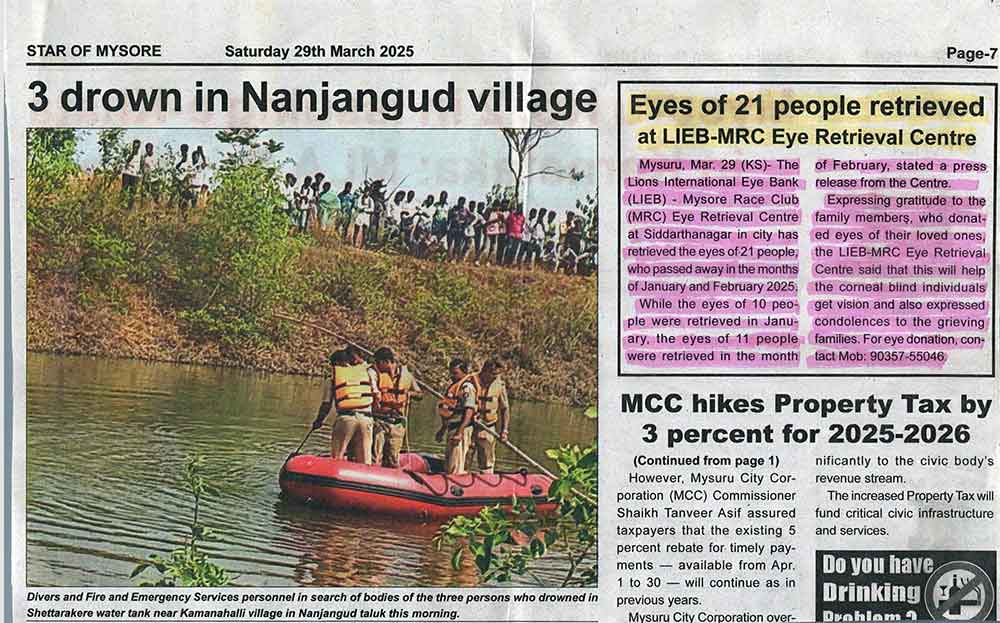 STAR OF MYSORE
Saturday 29th March 2025
Page-7
3 drown in Nanjangud village
Divers and Fire and Emergency Services personnel in search of bodies of the three persons who drowned in
Shettarakere water tank near Kamanahalli village in Nanjangud taluk this morning.
Eyes of 21 people retrieved
at LIEB-MRC Eye Retrieval Centre
Mysuru, Mar. 29 (KS)- The
Lions International Eye Bank
(LIEB) - Mysore Race Club
(MRC) Eye Retrieval Centre
at Siddarthanagar in city has
retrieved the eyes of 21 people,
who passed away in the months
of January and February 2025.
While the eyes of 10 peo-
ple were retrieved in Janu-
ary, the eyes of 11 people
were retrieved in the month
of February, stated a press
release from the Centre.
Expressing gratitude to the
family members, who donat-
ed eyes of their loved ones,
the LIEB-MRC Eye Retrieval
Centre said that this will help
the corneal blind individuals
get vision and also expressed
condolences to the grieving
families. For eye donation, con-
tact Mob: 90357-55046.
MCC hikes Property Tax by
3 percent for 2025-2026
(Continued from page 1)
However, Mysuru City Cor-
poration (MCC) Commissioner
Shaikh Tanveer Asif assured
taxpayers that the existing 5
percent rebate for timely pay-
ments — available from Apr.
1 to 30 — will continue as in
previous years.
Mysuru City Corporation over-
nificantly to the civic body's
revenue stream.
The increased Property Tax will
fund critical civic infrastructure
and services.
Do you have
Drinking
Problem ?